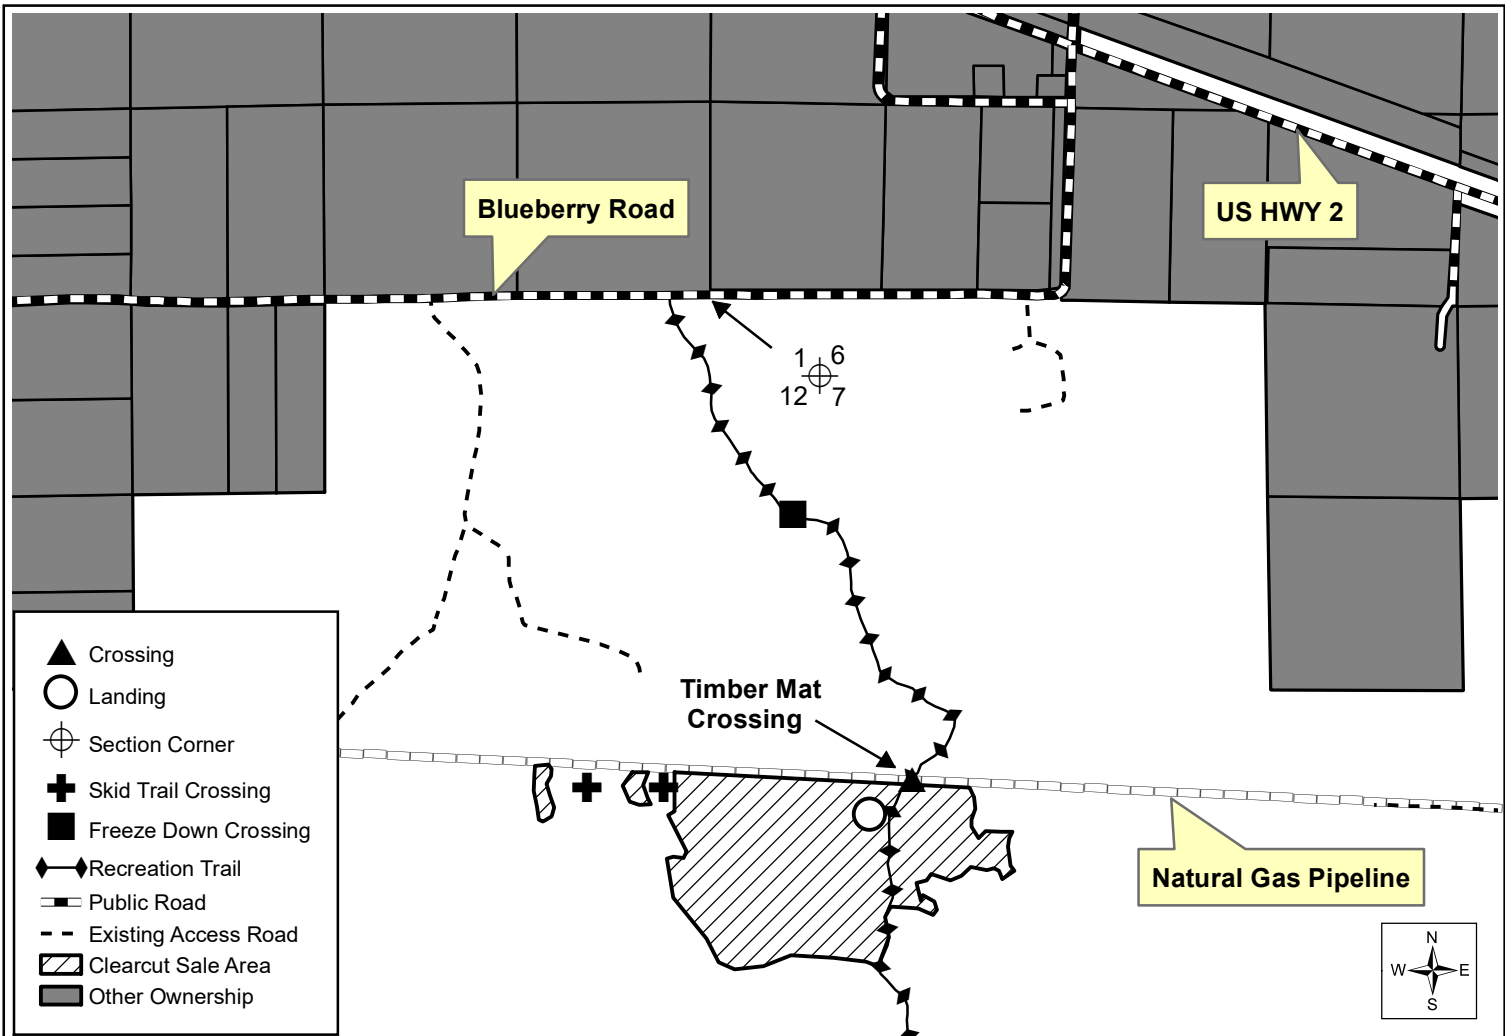 Blueberry Road
US HWY 2
1 6
12 7
Timber Mat
Crossing
Natural Gas Pipeline
Crossing
Landing
Section Corner
Skid Trail Crossing
Freeze Down Crossing
Recreation Trail
Public Road
Existing Access Road
Clearcut Sale Area
Other Ownership
N
W E
S